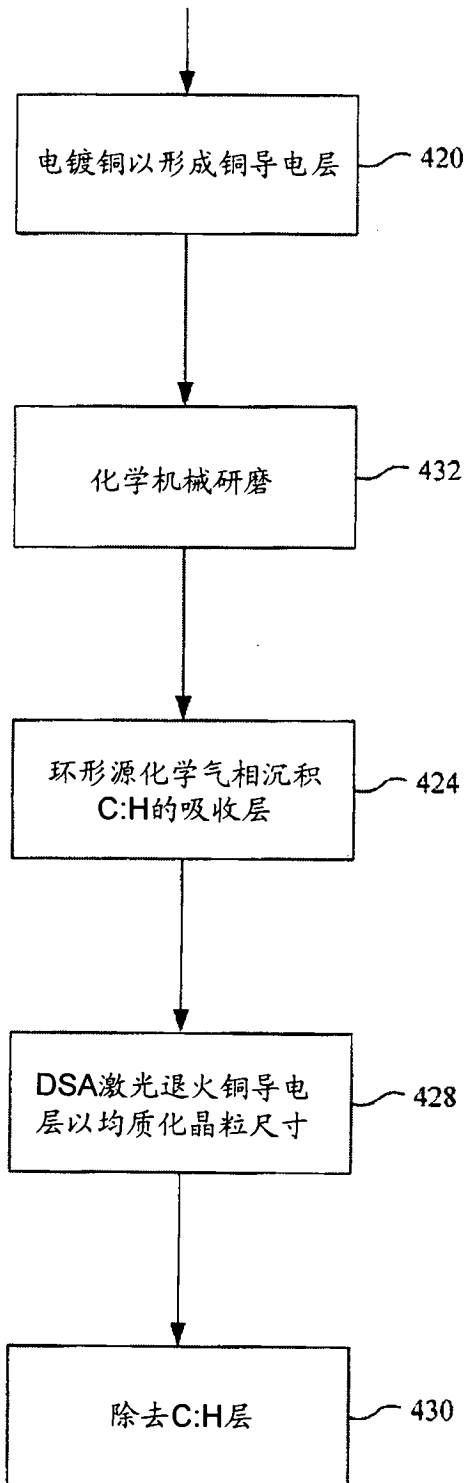 电镀铜以形成铜导电层
420
化学机械研磨
432
环形源化学气相沉积
C:H的吸收层
424
DSA激光退火铜导电
层以均质化晶粒尺寸
428
除去C:H层
430